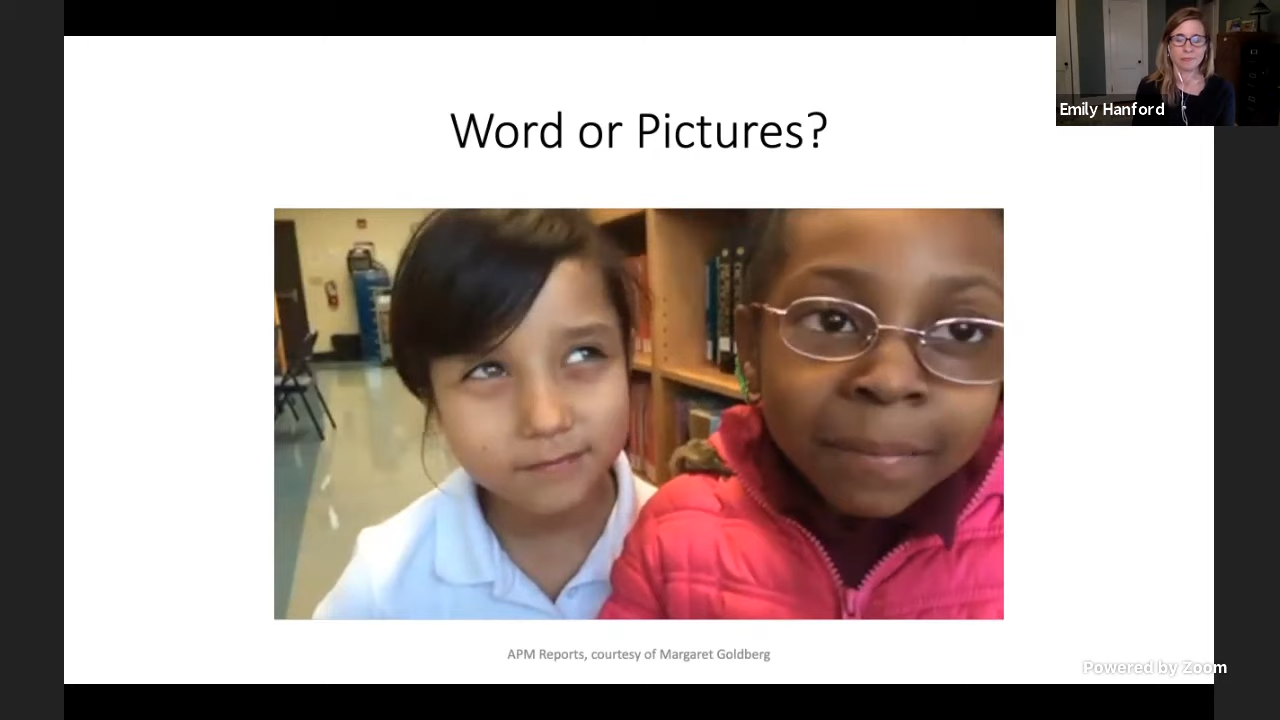 Emily Hanford
Word or Pictures?
APM Reports, courtesy of Margaret Goldberg
Powered by Zoom